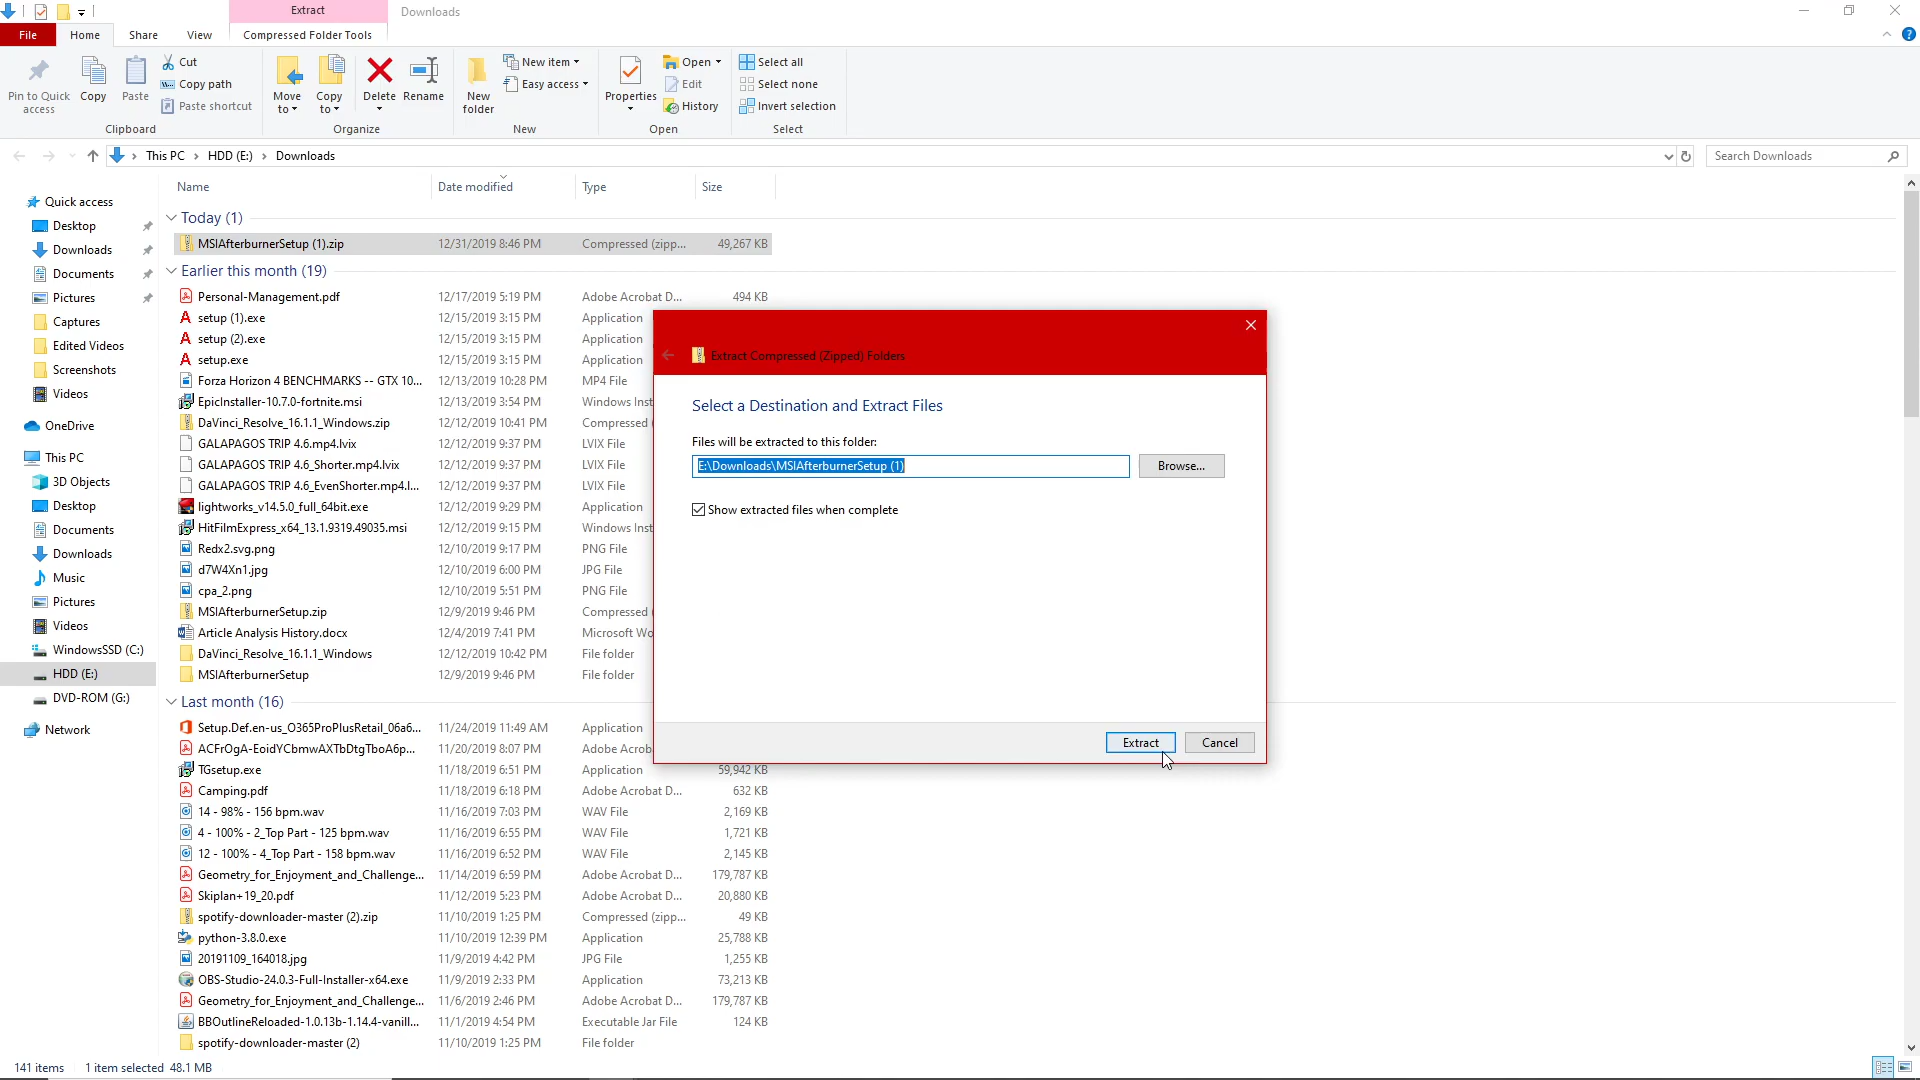 Extract
Downloads
File
Home
Share
View
Compressed Folder Tools
Pin to Quick access
Copy
Paste
Cut
Copy path
Paste shortcut
Clipboard
Move to
Copy to
Delete
Rename
Organize
New folder
New item
Easy access
New
Properties
Open
Edit
History
Open
Select all
Select none
Invert selection
Select
This PC > HDD (E:) > Downloads
Search Downloads
Quick access
Desktop
Downloads
Documents
Pictures
Captures
Edited Videos
Screenshots
Videos
OneDrive
This PC
3D Objects
Desktop
Documents
Downloads
Music
Pictures
Videos
WindowsSSD (C:)
HDD (E:)
DVD-ROM (G:)
Network
Name Date modified Type Size
Today (1)
MSIAfterburnerSetup (1).zip 12/31/2019 8:46 PM Compressed (zipp... 49,267 KB
Earlier this month (19)
Personal-Management.pdf 12/17/2019 5:19 PM Adobe Acrobat D... 494 KB
setup (1).exe 12/15/2019 3:15 PM Application
setup (2).exe 12/15/2019 3:15 PM Application
setup.exe 12/15/2019 3:15 PM Application
Forza Horizon 4 BENCHMARKS -- GTX 10... 12/13/2019 10:28 PM MP4 File
EpicInstaller-10.7.0-fortnite.msi 12/13/2019 3:54 PM Windows Inst
DaVinci_Resolve_16.1.1_Windows.zip 12/12/2019 10:41 PM Compressed
GALAPAGOS TRIP 4.6.mp4.lvix 12/12/2019 9:37 PM LVIX File
GALAPAGOS TRIP 4.6_Shorter.mp4.lvix 12/12/2019 9:37 PM LVIX File
GALAPAGOS TRIP 4.6_EvenShorter.mp4.l... 12/12/2019 9:37 PM LVIX File
lightworks_v14.5.0_full_64bit.exe 12/12/2019 9:29 PM Application
HitFilmExpress_x64_13.1.9319.49035.msi 12/12/2019 9:15 PM Windows Inst
Redx2.svg.png 12/10/2019 9:17 PM PNG File
d7W4Xn1.jpg 12/10/2019 6:00 PM JPG File
cpa_2.png 12/10/2019 5:51 PM PNG File
MSIAfterburnerSetup.zip 12/9/2019 9:46 PM Compressed
Article Analysis History.docx 12/4/2019 7:41 PM Microsoft Wo
DaVinci_Resolve_16.1.1_Windows 12/12/2019 10:42 PM File folder
MSIAfterburnerSetup 12/9/2019 9:46 PM File folder
Last month (16)
Setup.Def.en-us_O365ProPlusRetail_06a6... 11/24/2019 11:49 AM Application
ACFrOgA-EoidYCbmwAXTbDtgTboA6p... 11/20/2019 8:07 PM Adobe Acrob
TGsetup.exe 11/18/2019 6:51 PM Application 59,942 KB
Camping.pdf 11/18/2019 6:18 PM Adobe Acrobat D... 632 KB
14 - 98% - 156 bpm.wav 11/16/2019 7:03 PM WAV File 2,169 KB
4 - 100% - 2_Top Part - 125 bpm.wav 11/16/2019 6:55 PM WAV File 1,721 KB
12 - 100% - 4_Top Part - 158 bpm.wav 11/16/2019 6:52 PM WAV File 2,145 KB
Geometry_for_Enjoyment_and_Challenge... 11/14/2019 6:59 PM Adobe Acrobat D... 179,787 KB
Skiplan+19_20.pdf 11/12/2019 5:23 PM Adobe Acrobat D... 20,880 KB
spotify-downloader-master (2).zip 11/10/2019 1:25 PM Compressed (zipp... 49 KB
python-3.8.0.exe 11/10/2019 12:39 PM Application 25,788 KB
20191109_164018.jpg 11/9/2019 4:42 PM JPG File 1,255 KB
OBS-Studio-24.0.3-Full-Installer-x64.exe 11/9/2019 2:33 PM Application 73,213 KB
Geometry_for_Enjoyment_and_Challenge... 11/6/2019 2:46 PM Adobe Acrobat D... 179,787 KB
BBOutlineReloaded-1.0.13b-1.14.4-vanill... 11/1/2019 4:54 PM Executable Jar File 124 KB
spotify-downloader-master (2) 11/10/2019 1:25 PM File folder
Extract Compressed (Zipped) Folders
Select a Destination and Extract Files
Files will be extracted to this folder:
E:\Downloads\MSIAfterburnerSetup (1)
Browse...
Show extracted files when complete
Extract
Cancel
141 items 1 item selected 48.1 MB